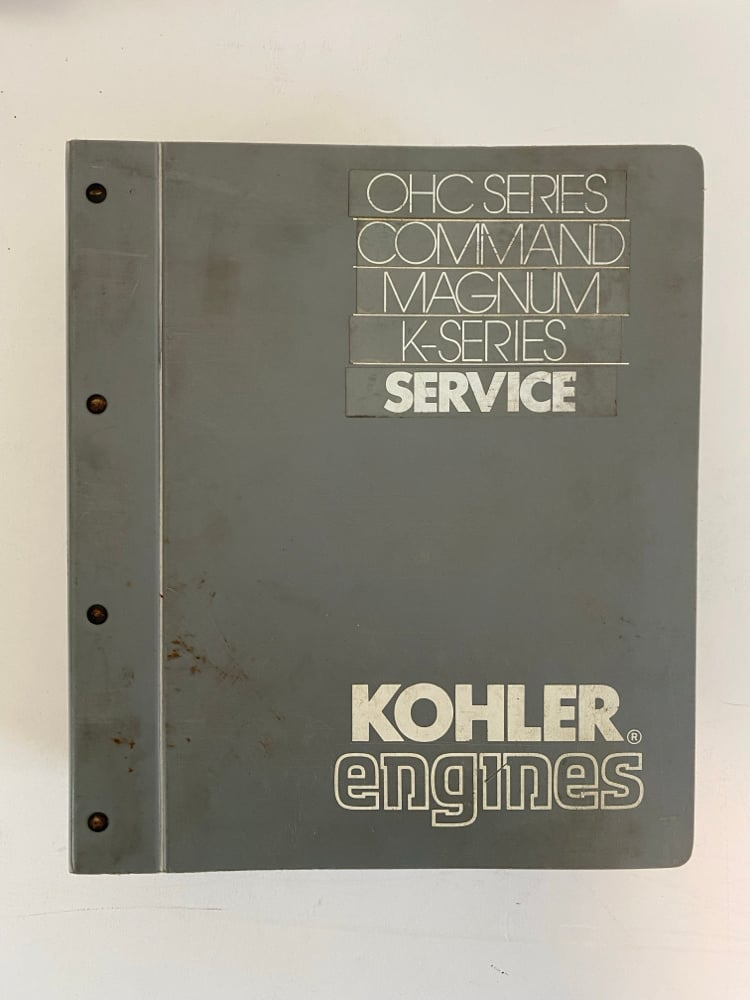 OHC SERIES
COMMAND
MAGNUM
K-SERIES
SERVICE
KOHLER®
engines